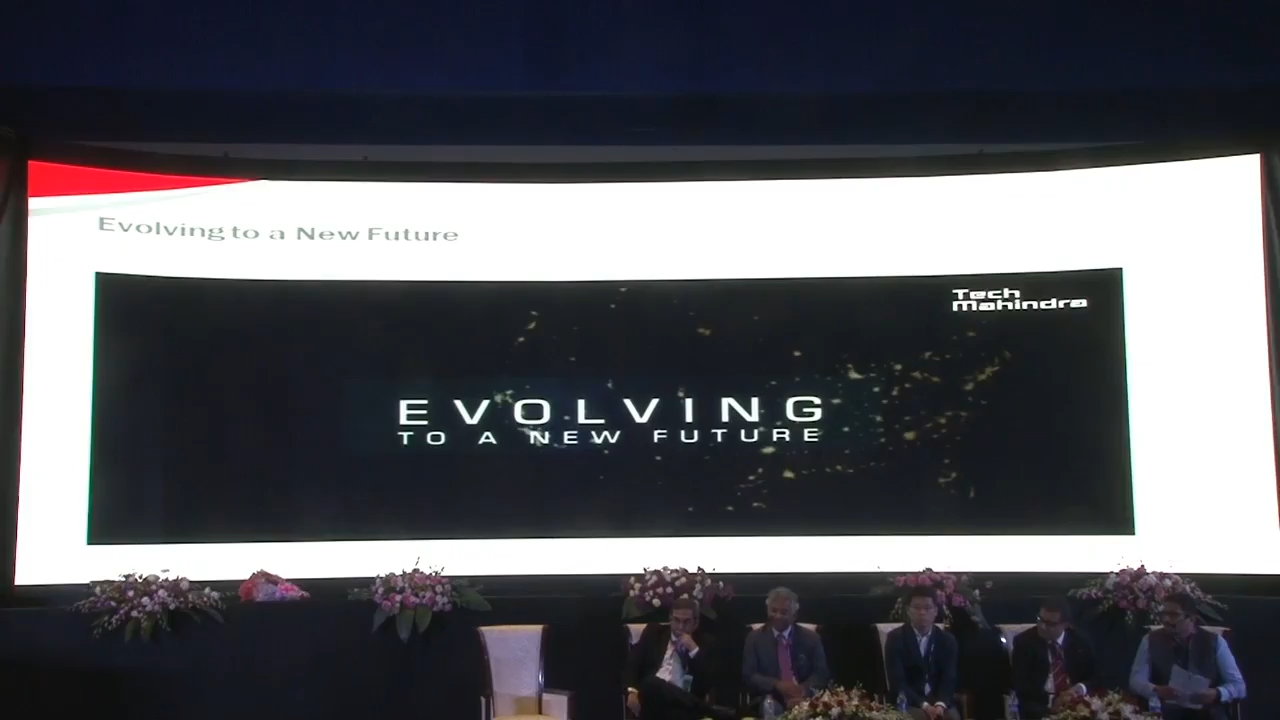 Evolving to a New Future
Tech
Mahindra
EVOLVING
TO A NEW FUTURE